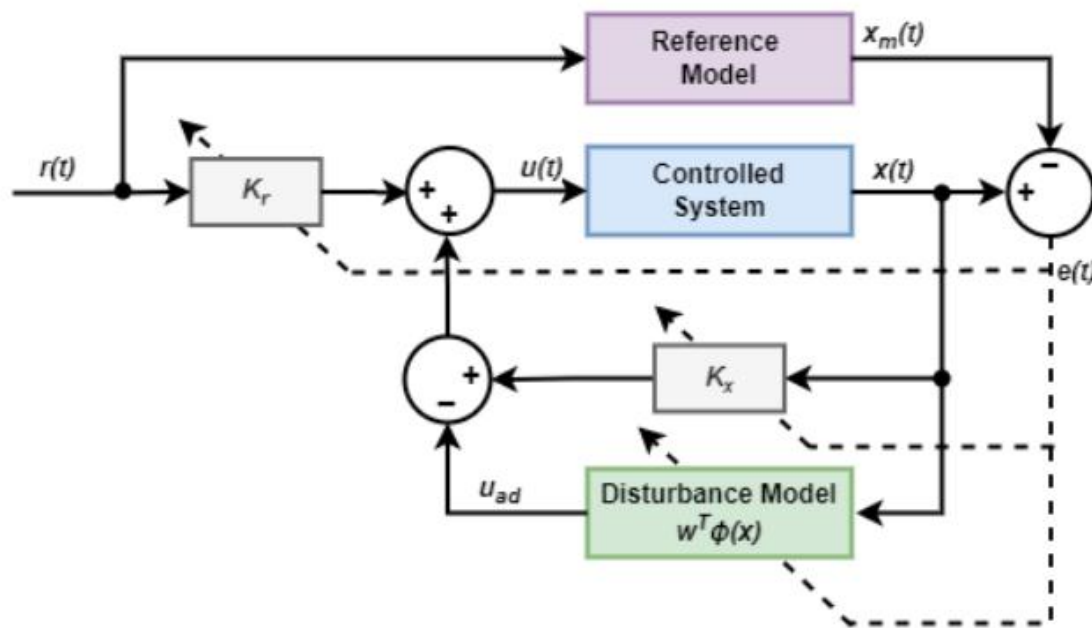 Reference
Model
x_m(t)
r(t)
K_r
+
+
u(t)
Controlled
System
x(t)
+
−
e(t)
+
−
K_x
u_ad
Disturbance Model
w^T ϕ(x)